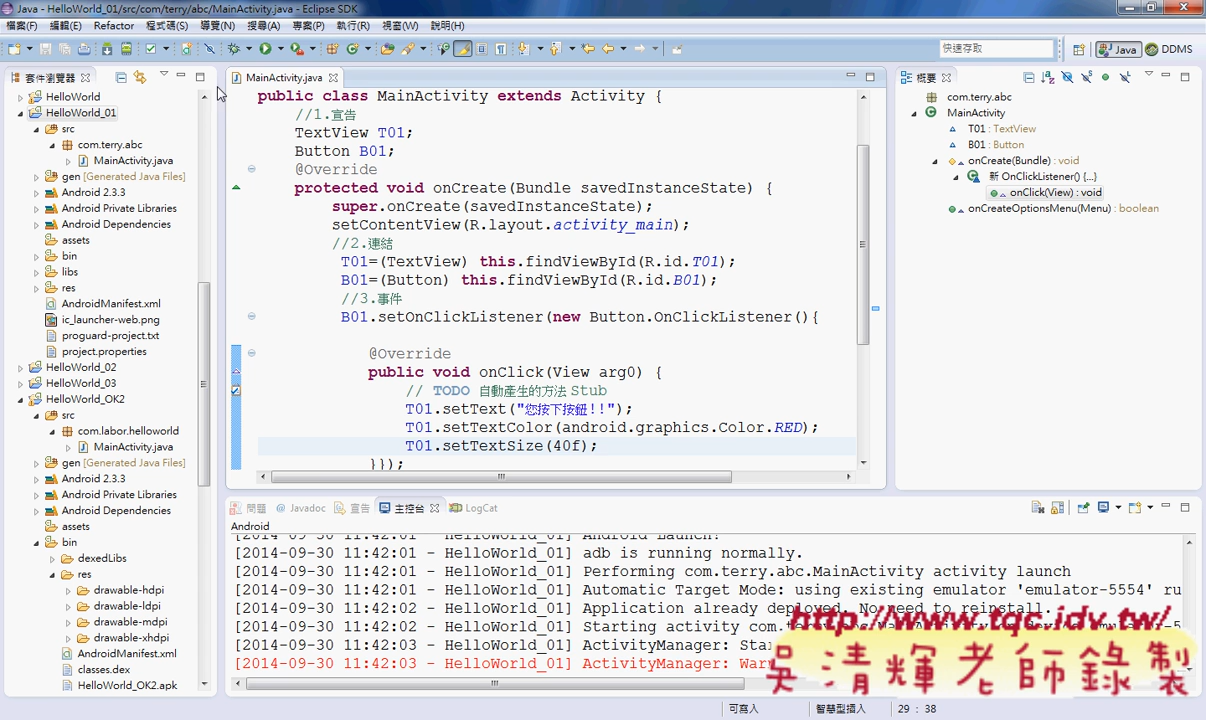 Java - HelloWorld_01/src/com/terry/abc/MainActivity.java - Eclipse SDK
檔案(F) 編輯(E) Refactor 程式碼(S) 導覽(N) 搜尋(A) 專案(P) 執行(R) 視窗(W) 說明(H)
快速存取 Java DDMS
套件瀏覽器
HelloWorld
HelloWorld_01
src
com.terry.abc
MainActivity.java
gen [Generated Java Files]
Android 2.3.3
Android Private Libraries
Android Dependencies
assets
bin
libs
res
AndroidManifest.xml
ic_launcher-web.png
proguard-project.txt
project.properties
HelloWorld_02
HelloWorld_03
HelloWorld_OK2
src
com.labor.helloworld
MainActivity.java
gen [Generated Java Files]
Android 2.3.3
Android Private Libraries
Android Dependencies
assets
bin
dexedLibs
res
drawable-hdpi
drawable-ldpi
drawable-mdpi
drawable-xhdpi
AndroidManifest.xml
classes.dex
HelloWorld_OK2.apk
MainActivity.java
public class MainActivity extends Activity {
//1.宣告
TextView T01;
Button B01;
@Override
protected void onCreate(Bundle savedInstanceState) {
super.onCreate(savedInstanceState);
setContentView(R.layout.activity_main);
//2.連結
T01=(TextView) this.findViewById(R.id.T01);
B01=(Button) this.findViewById(R.id.B01);
//3.事件
B01.setOnClickListener(new Button.OnClickListener(){
@Override
public void onClick(View arg0) {
// TODO 自動產生的方法 Stub
T01.setText("您按下按鈕!!");
T01.setTextColor(android.graphics.Color.RED);
T01.setTextSize(40f);
}});
概要
com.terry.abc
MainActivity
T01 : TextView
B01 : Button
onCreate(Bundle) : void
新 OnClickListener() {...}
onClick(View) : void
onCreateOptionsMenu(Menu) : boolean
問題 @ Javadoc 宣告 主控台 LogCat
Android
[2014-09-30 11:42:01 - HelloWorld_01] Android Launch!
[2014-09-30 11:42:01 - HelloWorld_01] adb is running normally.
[2014-09-30 11:42:01 - HelloWorld_01] Performing com.terry.abc.MainActivity activity launch
[2014-09-30 11:42:01 - HelloWorld_01] Automatic Target Mode: using existing emulator 'emulator-5554' ru
[2014-09-30 11:42:02 - HelloWorld_01] Application already deployed. No need to reinstall.
[2014-09-30 11:42:02 - HelloWorld_01] Starting activity com.terry
[2014-09-30 11:42:03 - HelloWorld_01] ActivityManager: Sta
[2014-09-30 11:42:03 - HelloWorld_01] ActivityManager: War
http://www.tqc.idv.tw/
吳清輝老師錄製
可寫入 智慧型插入 29 : 38